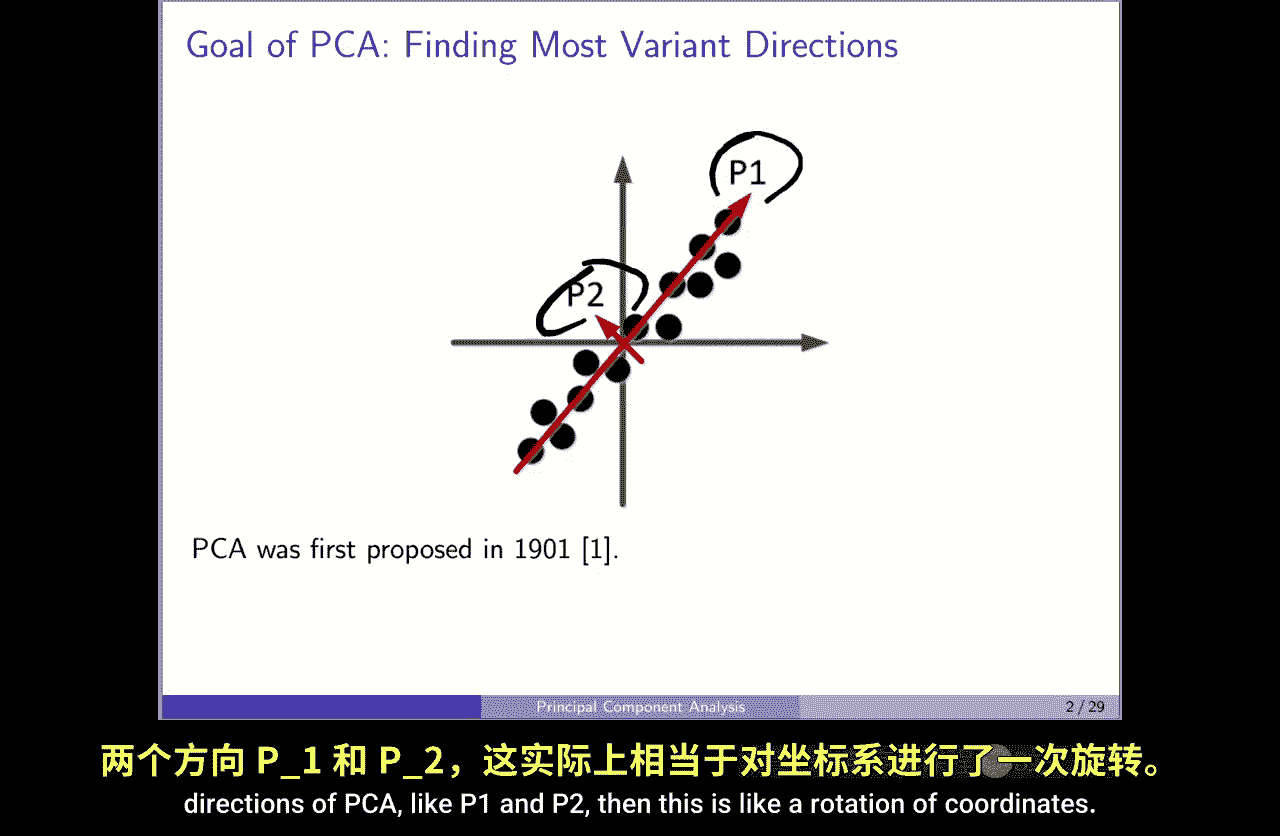 Goal of PCA: Finding Most Variant Directions
P1
P2
PCA was first proposed in 1901 [1].
Principal Component Analysis
2 / 29
两个方向 P_1 和 P_2，这实际上相当于对坐标系进行了一次旋转。
directions of PCA, like P1 and P2, then this is like a rotation of coordinates.